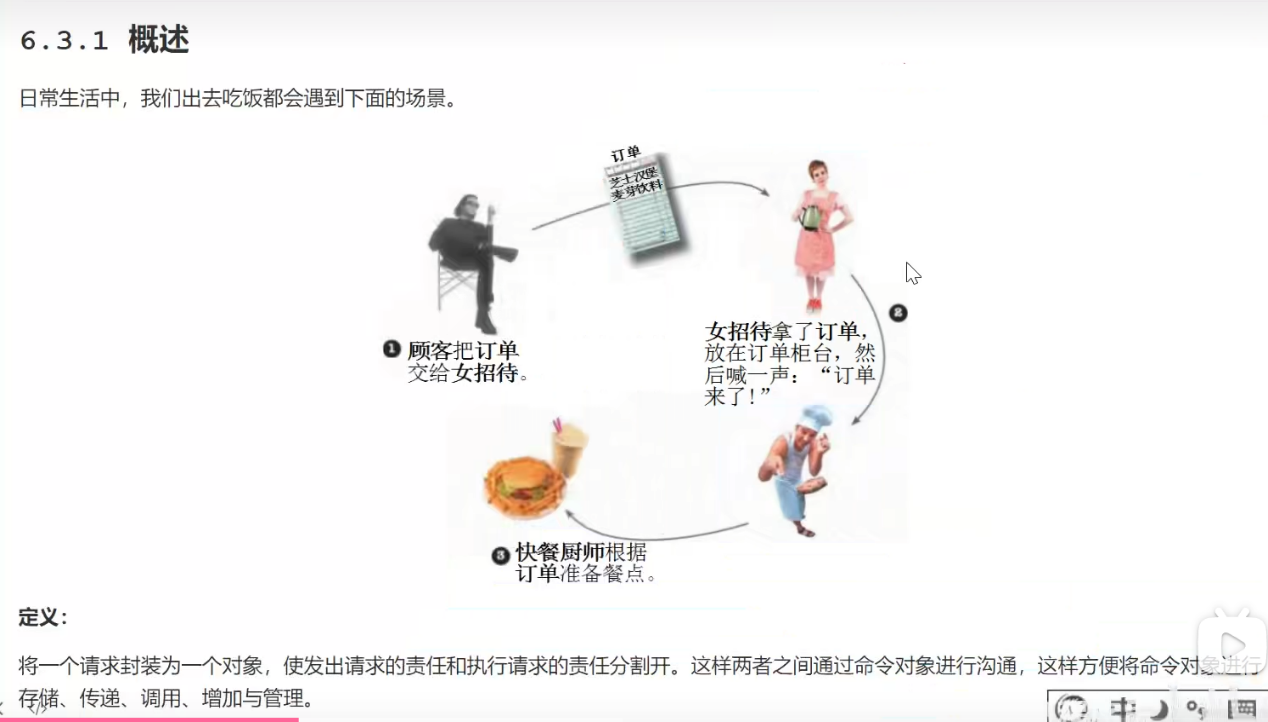 6.3.1 概述
日常生活中，我们出去吃饭都会遇到下面的场景。
订单
芝士汉堡
麦芽饮料
1 顾客把订单
交给女招待。
2
女招待拿了订单，
放在订单柜台，然
后喊一声：“订单
来了！”
3 快餐厨师根据
订单准备餐点。
定义：
将一个请求封装为一个对象，使发出请求的责任和执行请求的责任分割开。这样两者之间通过命令对象进行沟通，这样方便将命令对象进行
存储、传递、调用、增加与管理。
中